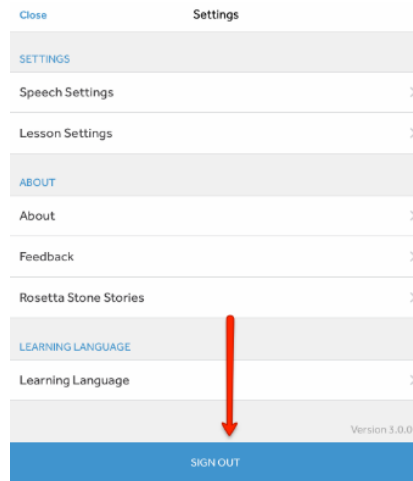 Close Settings
SETTINGS
Speech Settings
Lesson Settings
ABOUT
About
Feedback
Rosetta Stone Stories
LEARNING LANGUAGE
Learning Language
Version 3.0.0
SIGN OUT